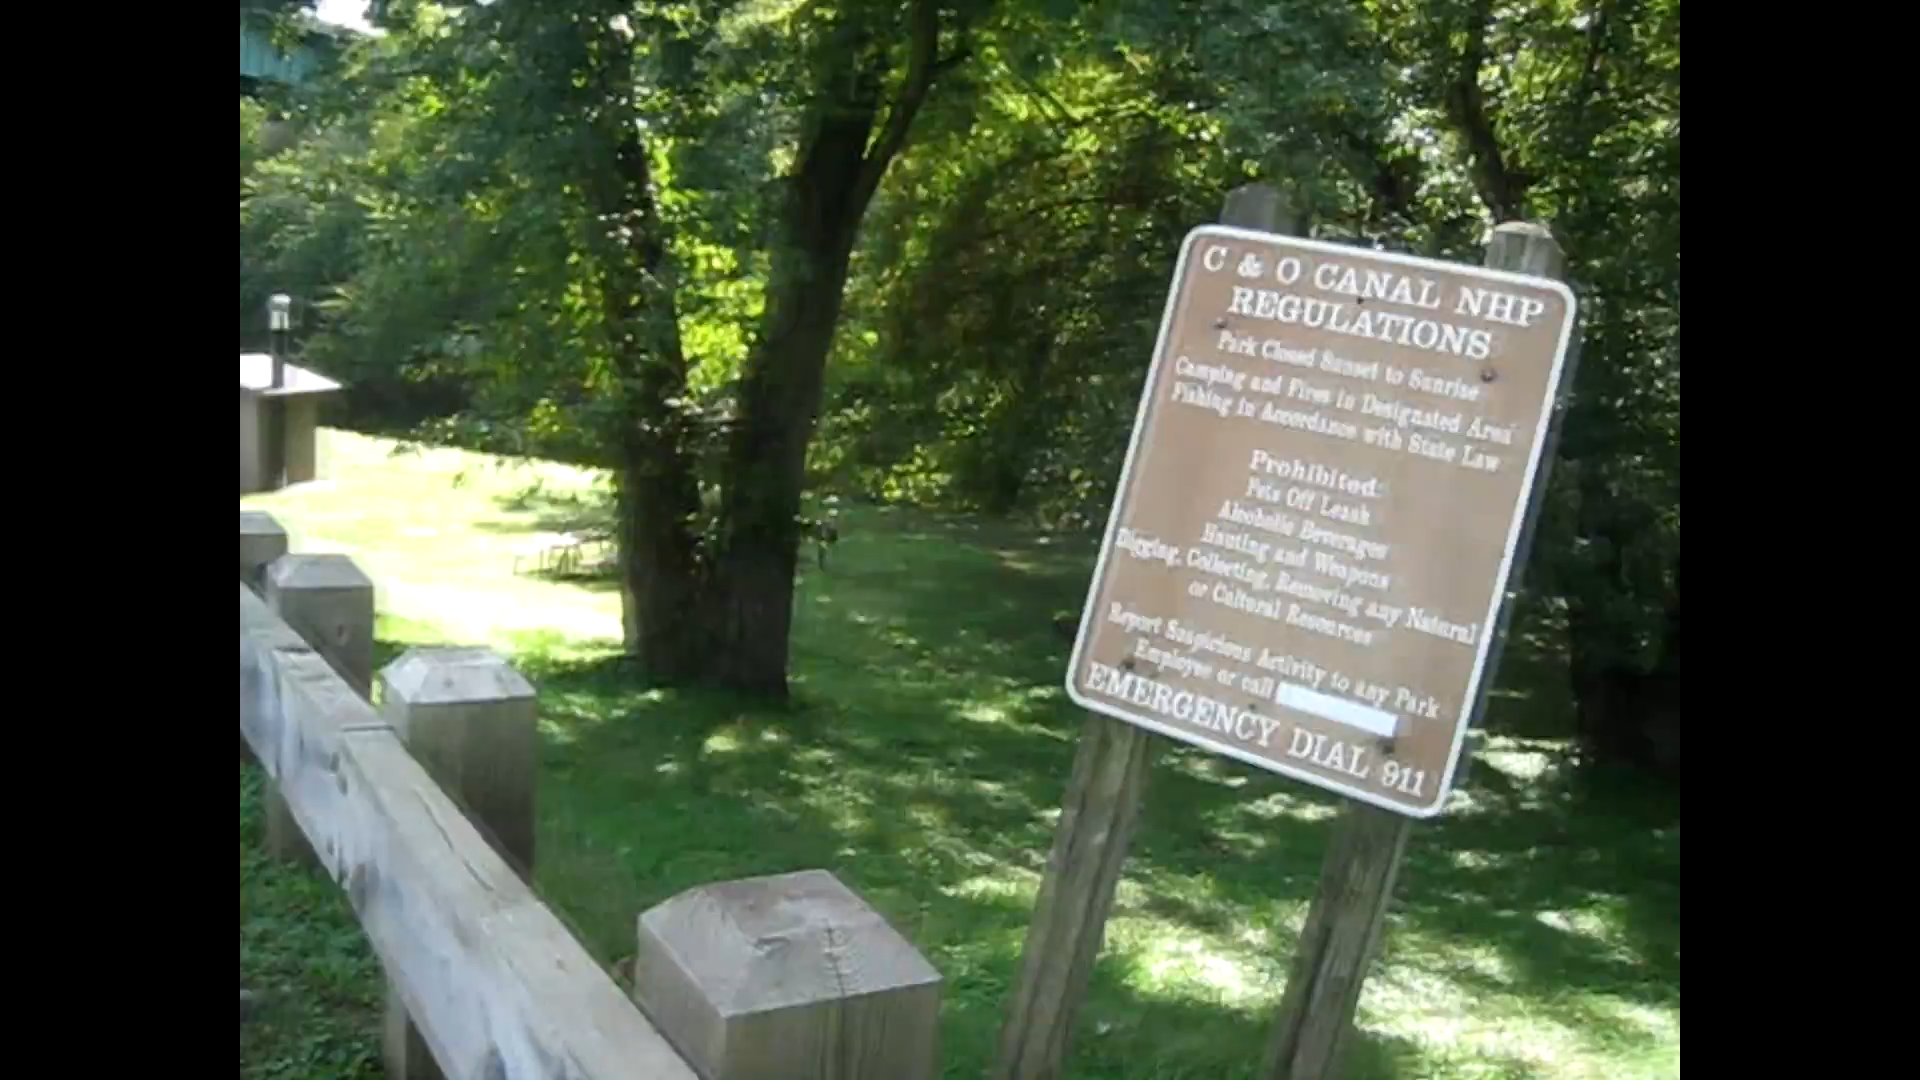 C & O CANAL NHP
REGULATIONS
Park Closed Sunset to Sunrise
Camping and Fires in Designated Area
Fishing in Accordance with State Law
Prohibited:
Pets Off Leash
Alcoholic Beverages
Hunting and Weapons
Digging, Collecting, Removing any Natural
or Cultural Resources
Report Suspicious Activity to any Park
Employee or call
EMERGENCY DIAL 911